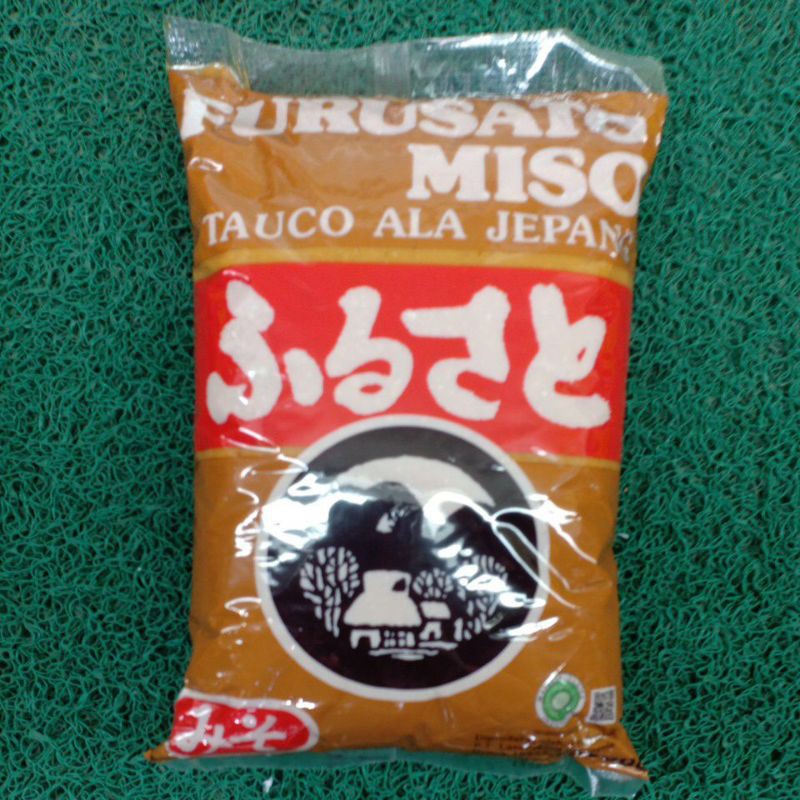 FURUSATO
MISO
TAUCO ALA JEPANG
ふるさと
みそ